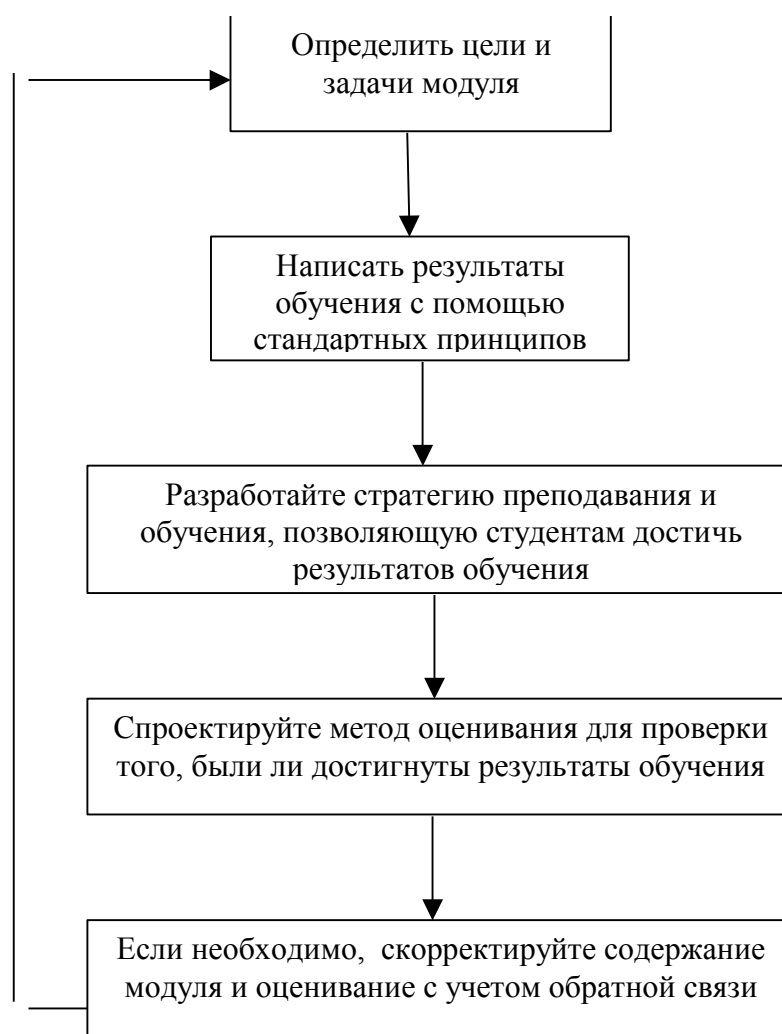 Определить цели и
задачи модуля
Написать результаты
обучения с помощью
стандартных принципов
Разработайте стратегию преподавания и
обучения, позволяющую студентам достичь
результатов обучения
Спроектируйте метод оценивания для проверки
того, были ли достигнуты результаты обучения
Если необходимо, скорректируйте содержание
модуля и оценивание с учетом обратной связи